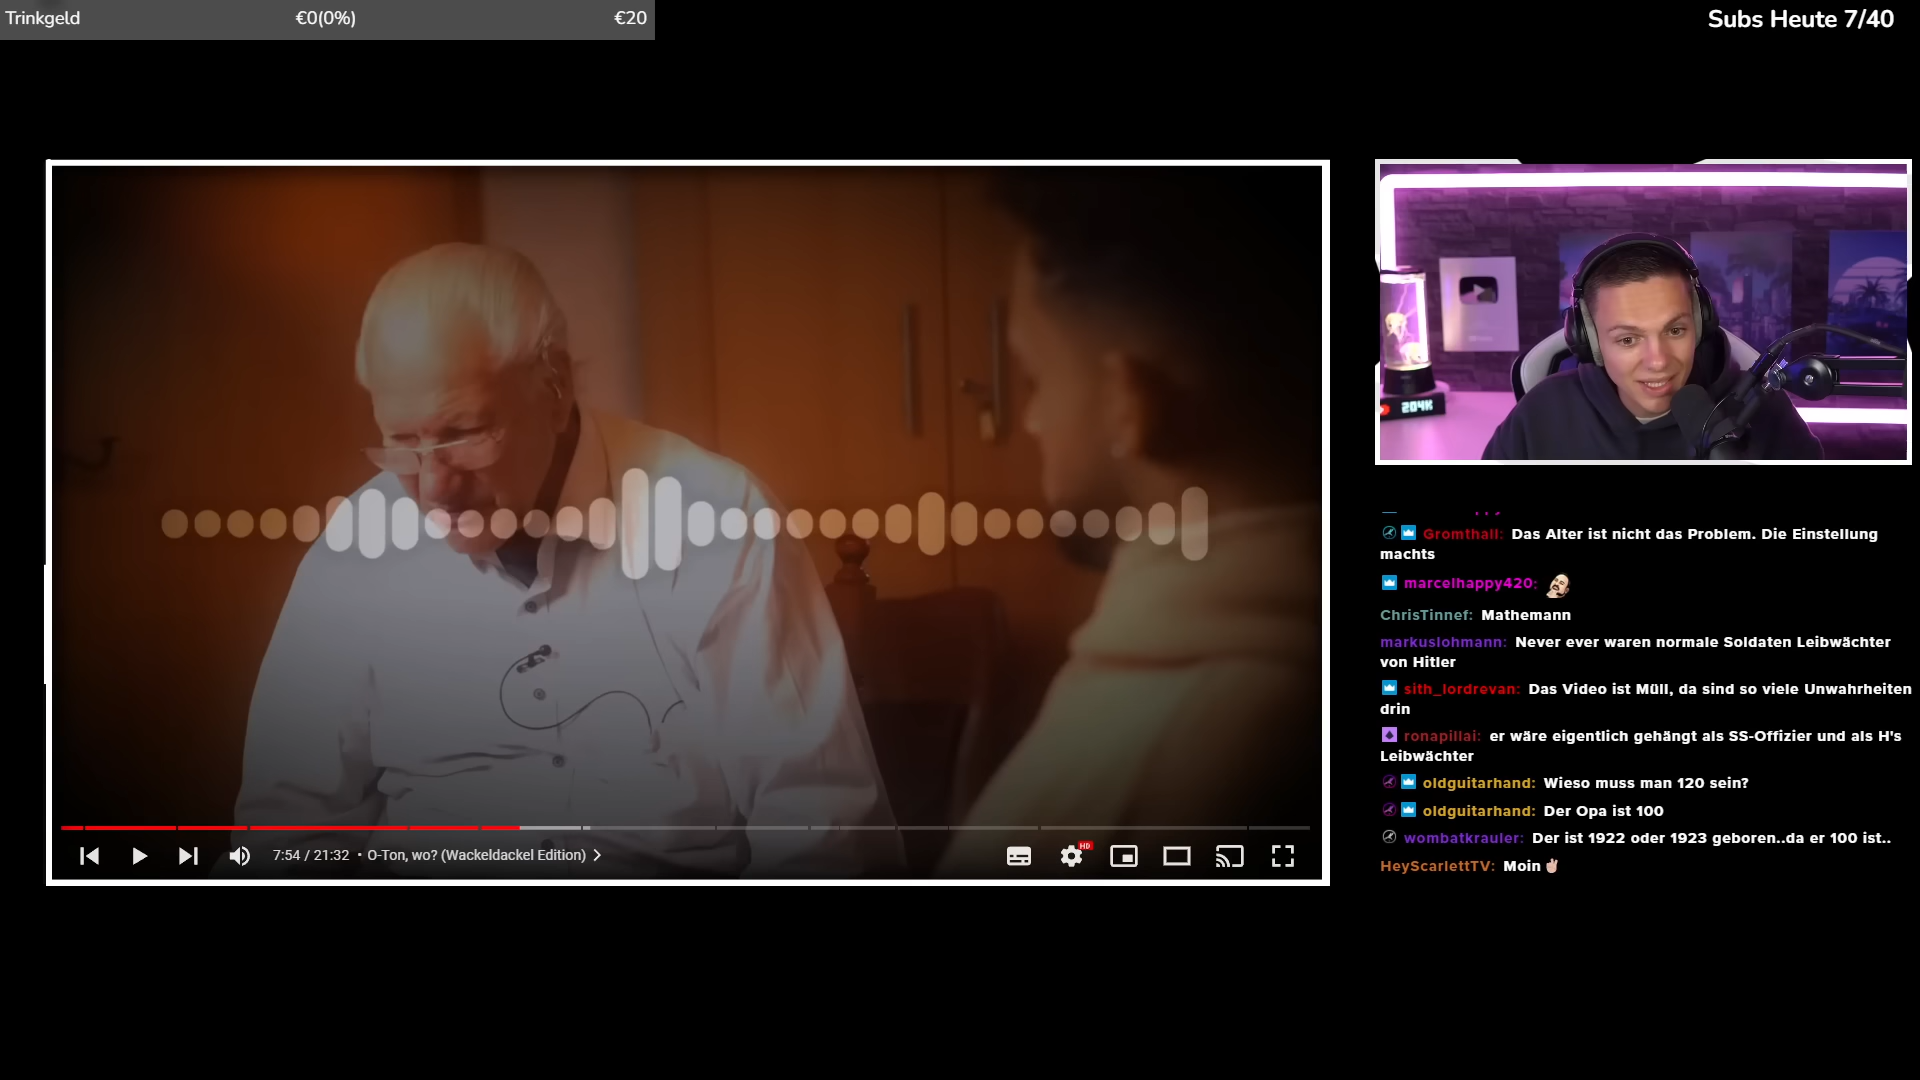 Trinkgeld €0(0%) €20
Subs Heute 7/40
204K
Gromthall: Das Alter ist nicht das Problem. Die Einstellung
machts
marcelhappy420:
ChrisTinnef: Mathemann
markuslohmann: Never ever waren normale Soldaten Leibwächter
von Hitler
sith_lordrevan: Das Video ist Müll, da sind so viele Unwahrheiten
drin
ronapillai: er wäre eigentlich gehängt als SS-Offizier und als H's
Leibwächter
oldguitarhand: Wieso muss man 120 sein?
oldguitarhand: Der Opa ist 100
wombatkrauler: Der ist 1922 oder 1923 geboren..da er 100 ist..
HeyScarlettTV: Moin✌🏼
7:54 / 21:32 • O-Ton, wo? (Wackeldackel Edition) >
HD